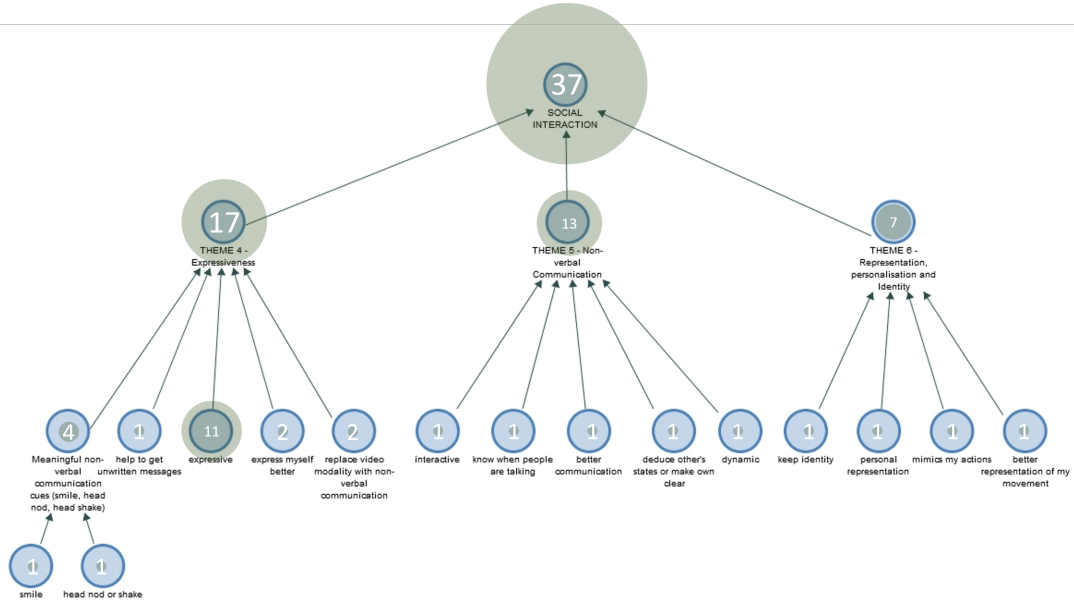 37
SOCIAL
INTERACTION
17
THEME 4 -
Expressiveness
13
THEME 5 - Non-
verbal
Communication
7
THEME 6 -
Representation,
personalisation and
Identity
4
Meaningful non-
verbal
communication
cues (smile, head
nod, head shake)
1
help to get
unwritten messages
11
expressive
2
express myself
better
2
replace video
modality with non-
verbal
communication
1
interactive
1
know when people
are talking
1
better
communication
1
deduce other's
states or make own
clear
1
dynamic
1
keep identity
1
personal
representation
1
mimics my actions
1
better
representation of my
movement
1
smile
1
head nod or shake